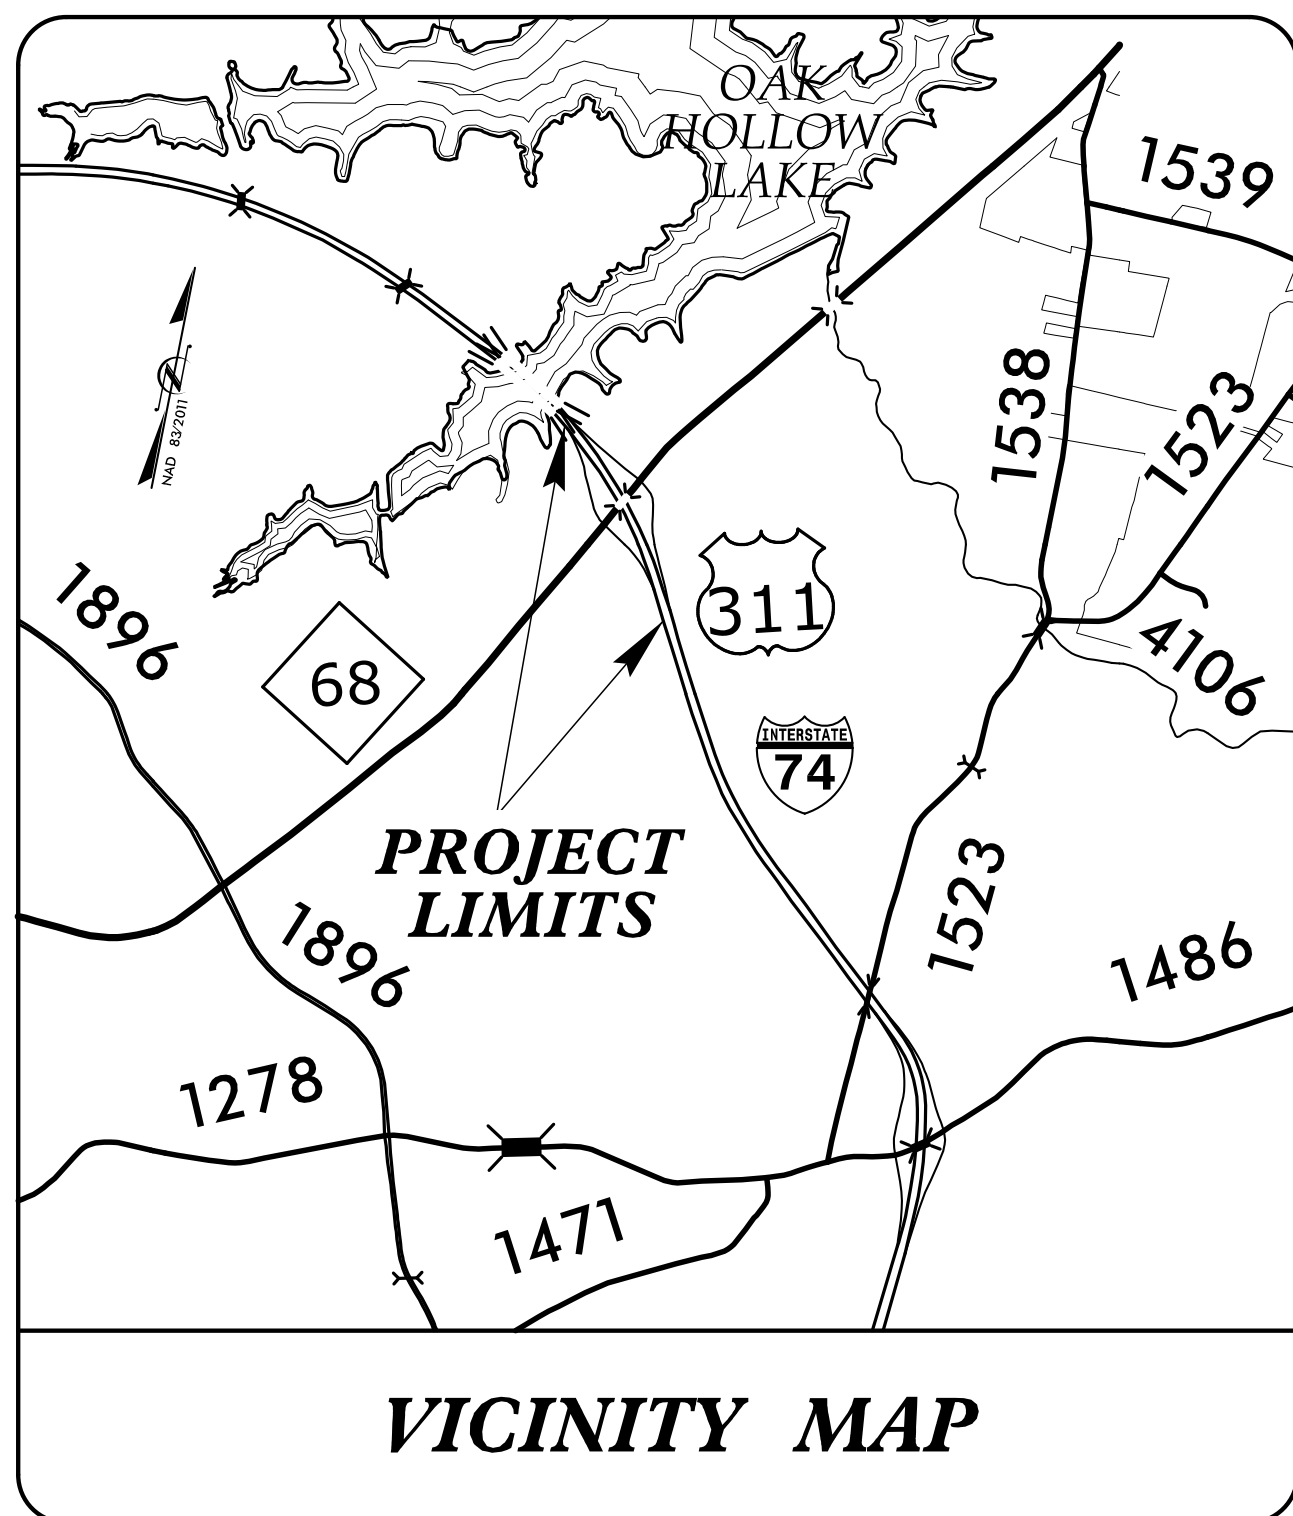 OAK
HOLLOW
LAKE
1539
NAD 83/2011
1538
1523
1896
68
311
4106
INTERSTATE
74
PROJECT
LIMITS
1523
1896
1486
1278
1471
VICINITY MAP